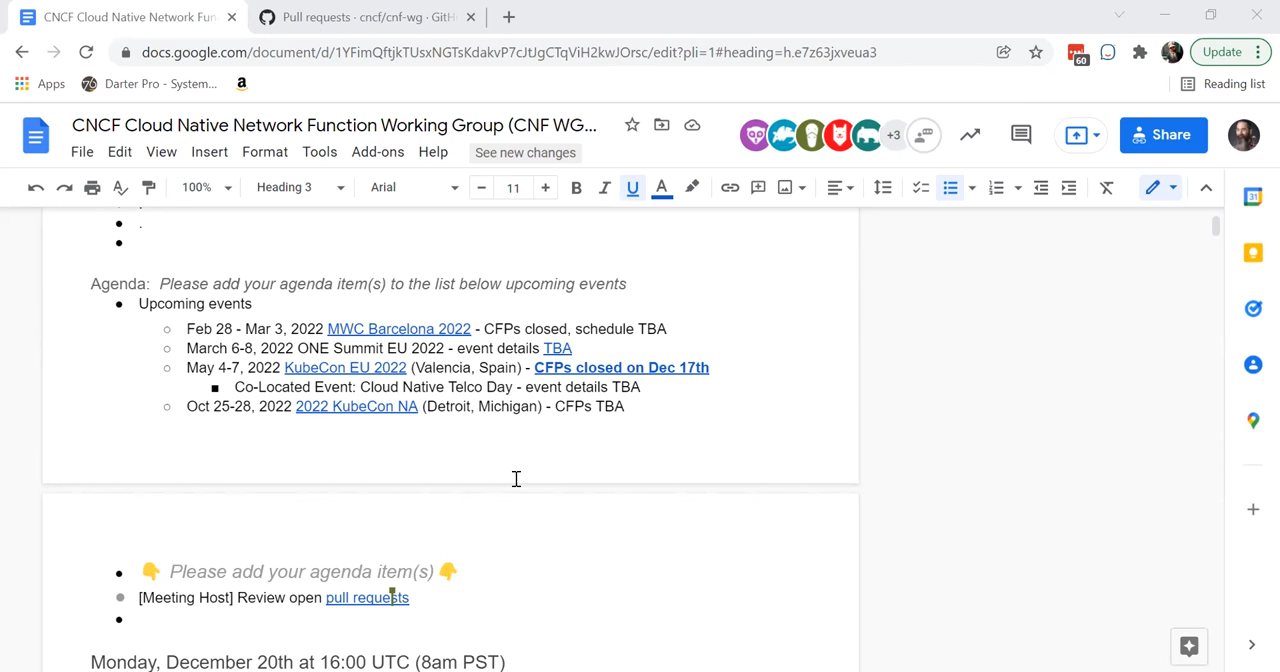 CNCF Cloud Native Network Fun
Pull requests · cncf/cnf-wg · GitH
docs.google.com/document/d/1YFimQftjkTUsxNGTsKdakvP7cJtJgCTqViH2kwJOrsc/edit?pli=1#heading=h.e7z63jxveua3
60
Update
Apps
Darter Pro - System...
Reading list
CNCF Cloud Native Network Function Working Group (CNF WG...
+3
Share
File Edit View Insert Format Tools Add-ons Help See new changes
100% Heading 3 Arial 11 B I U A
31
.
Agenda: Please add your agenda item(s) to the list below upcoming events
Upcoming events
Feb 28 - Mar 3, 2022 MWC Barcelona 2022 - CFPs closed, schedule TBA
March 6-8, 2022 ONE Summit EU 2022 - event details TBA
May 4-7, 2022 KubeCon EU 2022 (Valencia, Spain) - CFPs closed on Dec 17th
Co-Located Event: Cloud Native Telco Day - event details TBA
Oct 25-28, 2022 2022 KubeCon NA (Detroit, Michigan) - CFPs TBA
Please add your agenda item(s)
[Meeting Host] Review open pull requests
Monday, December 20th at 16:00 UTC (8am PST)